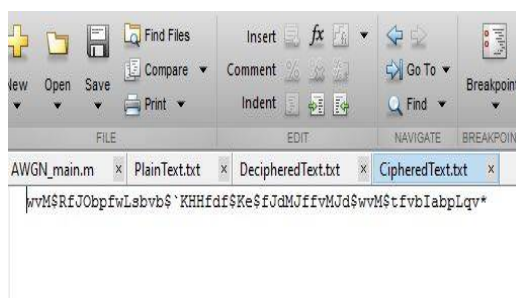 Find Files Insert fx
Compare Comment Go To Breakpoint
New Open Save Print Indent Find
FILE EDIT NAVIGATE BREAKPOIN
AWGN_main.m x PlainText.txt x DecipheredText.txt x CipheredText.txt x
wvM$RfJObpfwLsbvb$`KHHfdf$Ke$fJdMJffvMJd$wvM$tfvbIabpLqv*